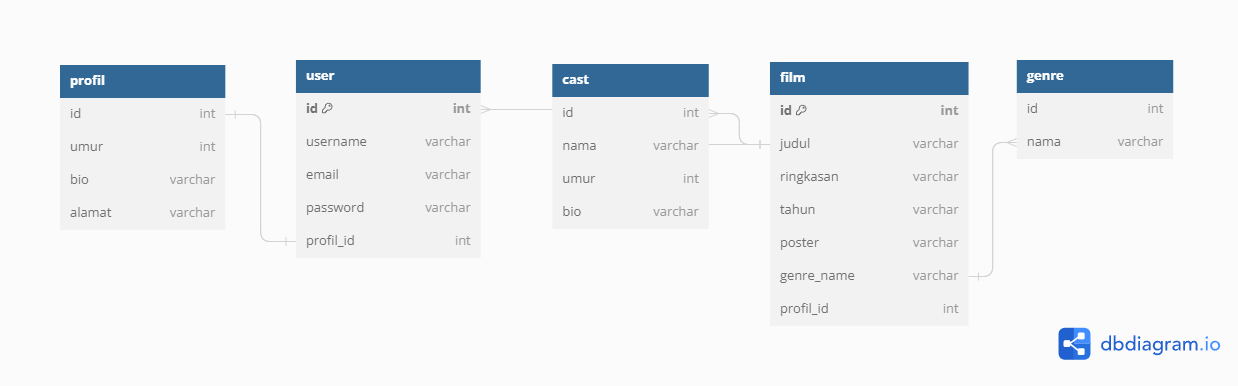 profil
id int
umur int
bio varchar
alamat varchar
user
id int
username varchar
email varchar
password varchar
profil_id int
cast
id int
nama varchar
umur int
bio varchar
film
id int
judul varchar
ringkasan varchar
tahun varchar
poster varchar
genre_name varchar
profil_id int
genre
id int
nama varchar
dbdiagram.io